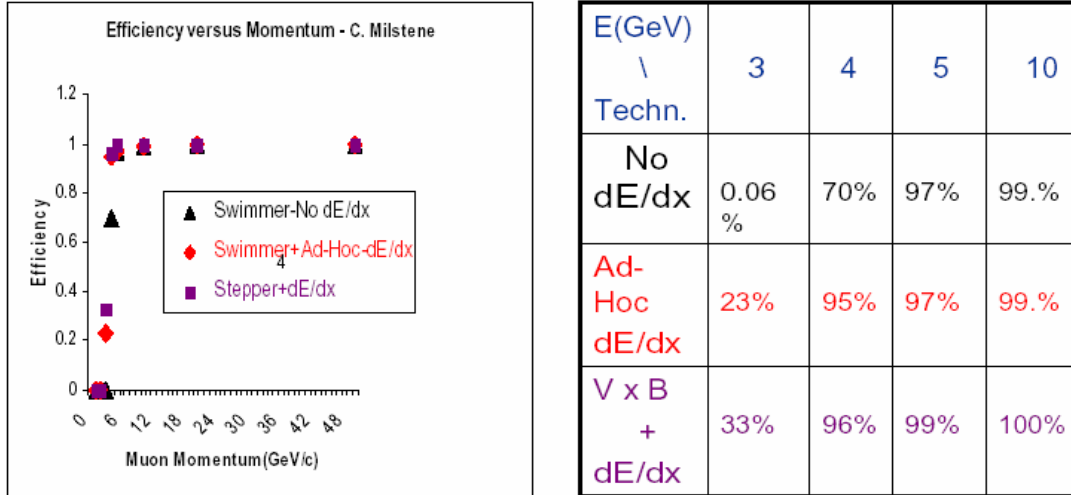 Efficiency versus Momentum - C. Milstene
1.2
1
0.8
0.6
0.4
0.2
0
Efficiency
Swimmer-No dE/dx
Swimmer+Ad-Hoc-dE/dx
4
Stepper+dE/dx
0 6 12 18 24 30 36 42 48
Muon Momentum(GeV/c)
E(GeV)
\ 3 4 5 10
Techn.
No
dE/dx 0.06 70% 97% 99.%
%
Ad-
Hoc 23% 95% 97% 99.%
dE/dx
V x B
+ 33% 96% 99% 100%
dE/dx